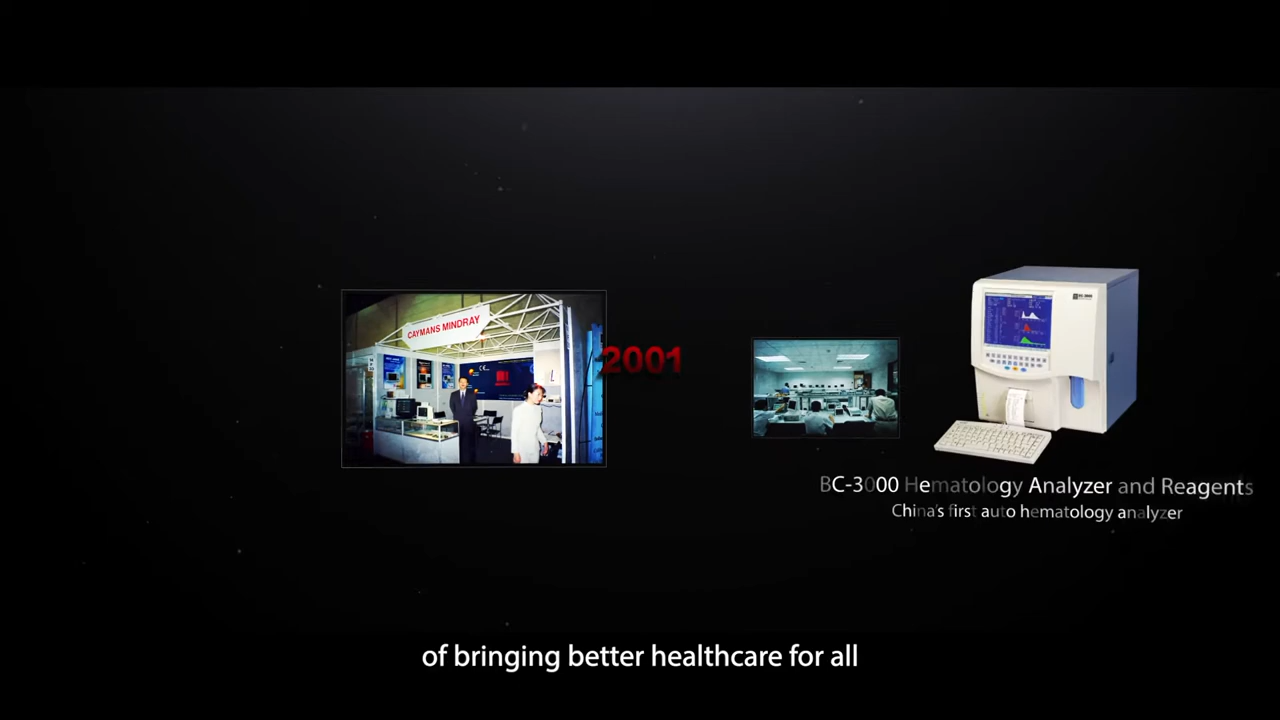 CAYMANS MINDRAY
2001
BC-3000 Hematology Analyzer and Reagents
China's first auto hematology analyzer
of bringing better healthcare for all